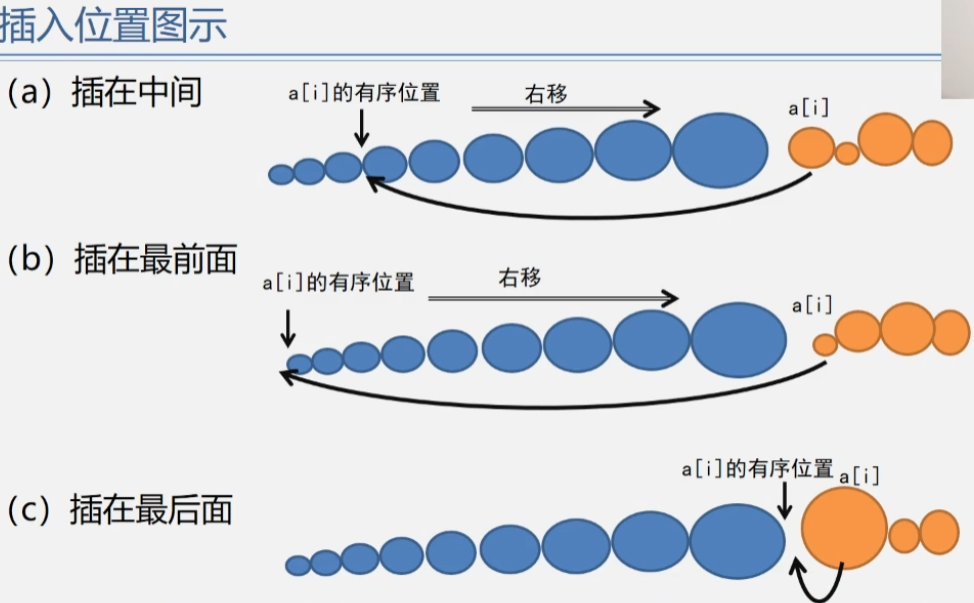 插入位置图示
(a) 插在中间
a[i]的有序位置
右移
a[i]
(b) 插在最前面
a[i]的有序位置
右移
a[i]
(c) 插在最后面
a[i]的有序位置
a[i]